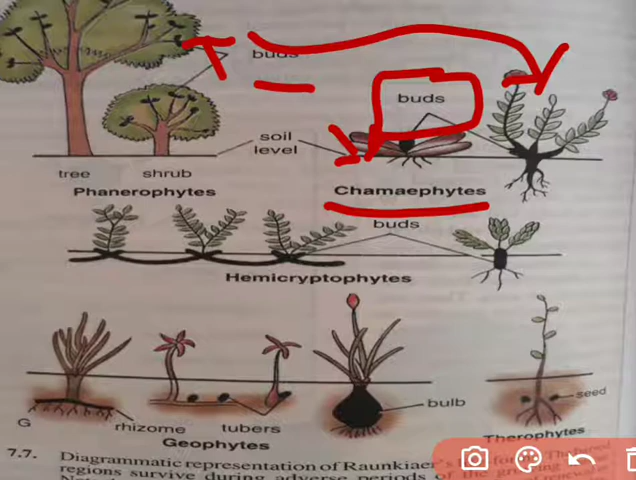 buds
buds
soil
level
tree shrub
Phanerophytes
Chamaephytes
buds
Hemicryptophytes
bulb
seed
G
rhizome tubers
Geophytes
Therophytes
7.7. Diagrammatic representation of Raunkiaer's
regions survive during adverse periods of the